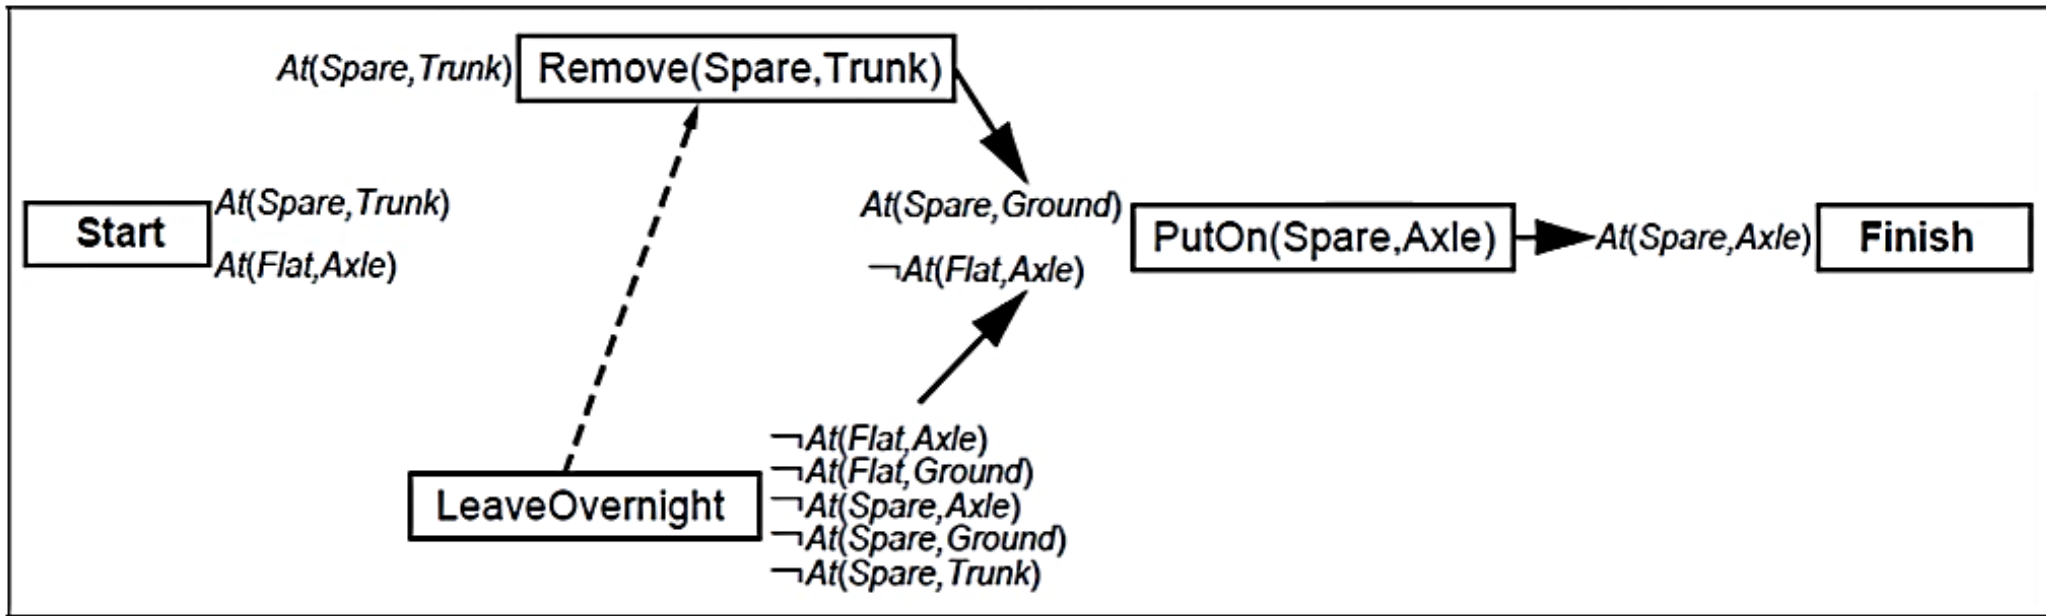 At(Spare,Trunk) Remove(Spare,Trunk)
Start At(Spare,Trunk)
At(Flat,Axle)
At(Spare,Ground)
¬At(Flat,Axle)
PutOn(Spare,Axle) At(Spare,Axle) Finish
LeaveOvernight
¬At(Flat,Axle)
¬At(Flat,Ground)
¬At(Spare,Axle)
¬At(Spare,Ground)
¬At(Spare,Trunk)